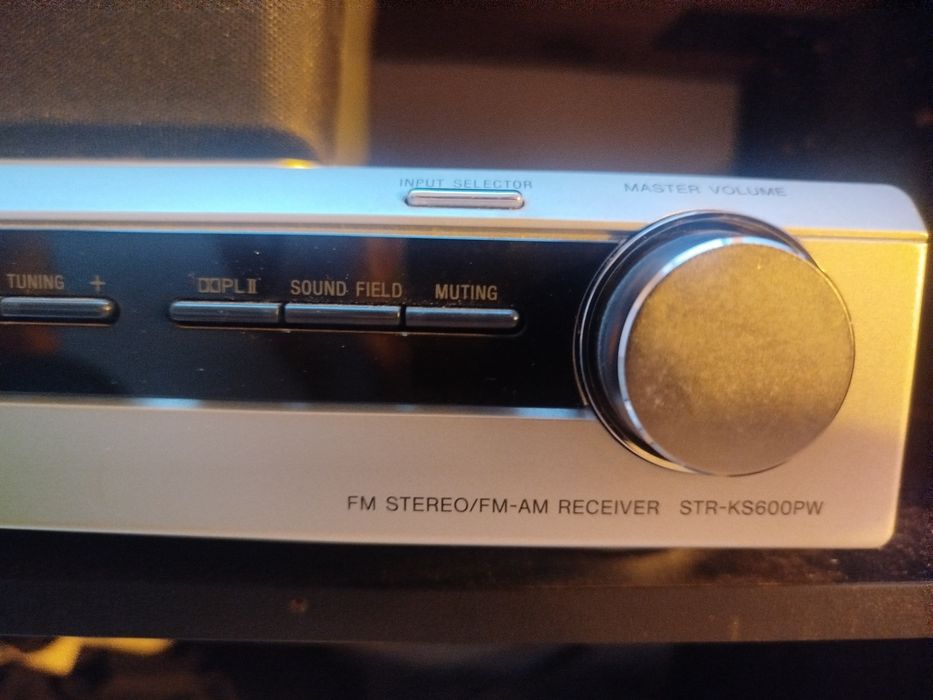 INPUT SELECTOR
MASTER VOLUME
TUNING +
PL II
SOUND FIELD
MUTING
FM STEREO/FM-AM RECEIVER STR-KS600PW